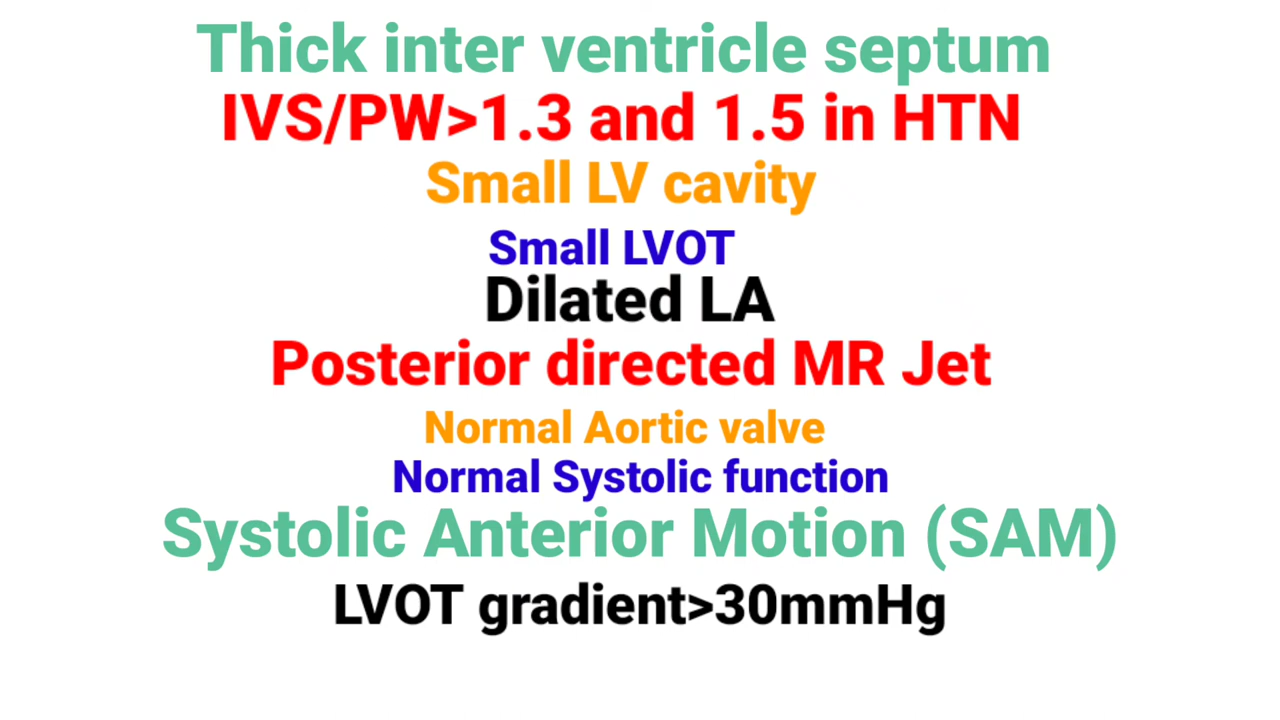 Thick inter ventricle septum
IVS/PW>1.3 and 1.5 in HTN
Small LV cavity
Small LVOT
Dilated LA
Posterior directed MR Jet
Normal Aortic valve
Normal Systolic function
Systolic Anterior Motion (SAM)
LVOT gradient>30mmHg